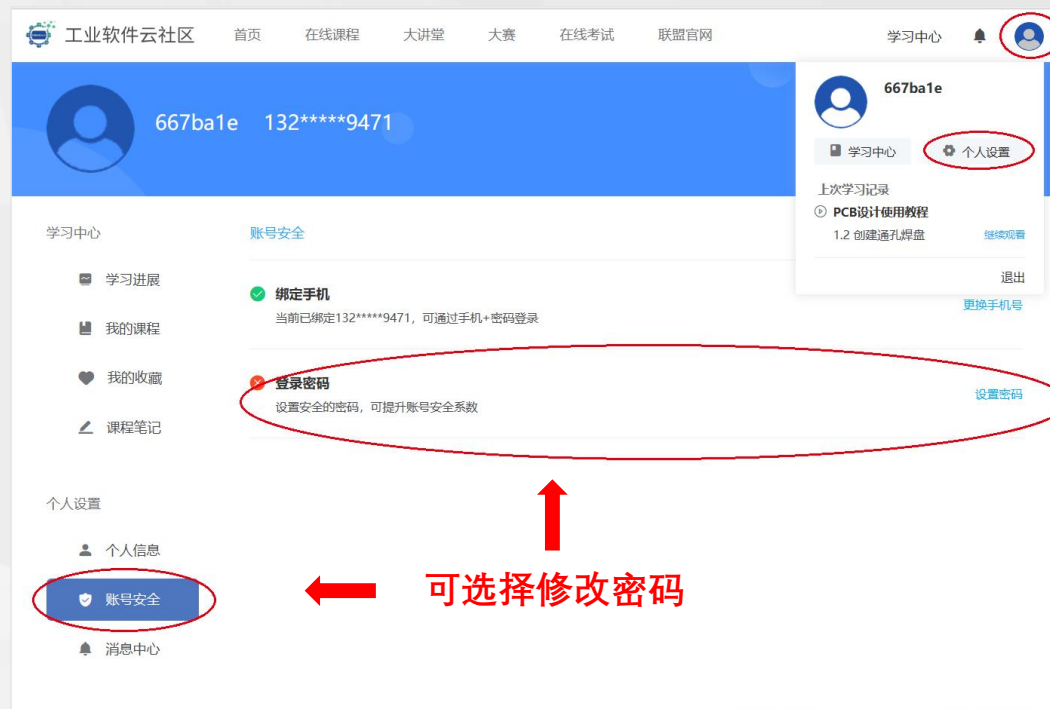 工业软件云社区 首页 在线课程 大讲堂 大赛 在线考试 联盟官网 学习中心
667ba1e 132*****9471
667ba1e
学习中心 个人设置
上次学习记录
PCB设计使用教程
1.2 创建通孔焊盘 继续观看
退出
学习中心
学习进展
我的课程
我的收藏
课程笔记
个人设置
个人信息
账号安全
消息中心
账号安全
绑定手机
当前已绑定132*****9471，可通过手机+密码登录
更换手机号
登录密码
设置安全的密码，可提升账号安全系数
设置密码
可选择修改密码